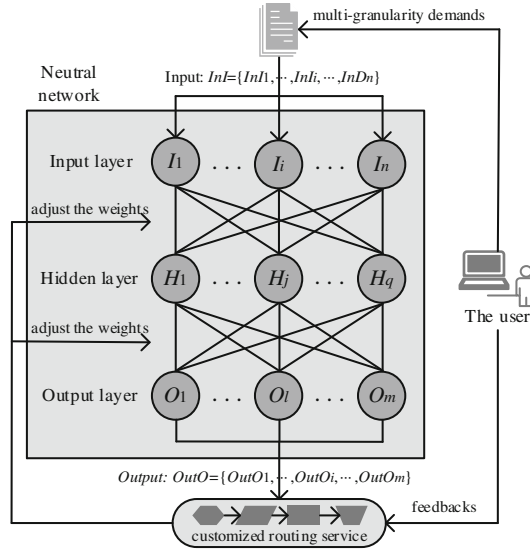 multi-granularity demands
Input: InI={InI1,···,InIi,···,InDn}
Neutral
network
Input layer
I1 ... Ii ... In
adjust the weights
Hidden layer
H1 ... Hj ... Hq
The user
adjust the weights
Output layer
O1 ... Ol ... Om
Output: OutO={OutO1,···,OutOi,···,OutOm}
feedbacks
customized routing service